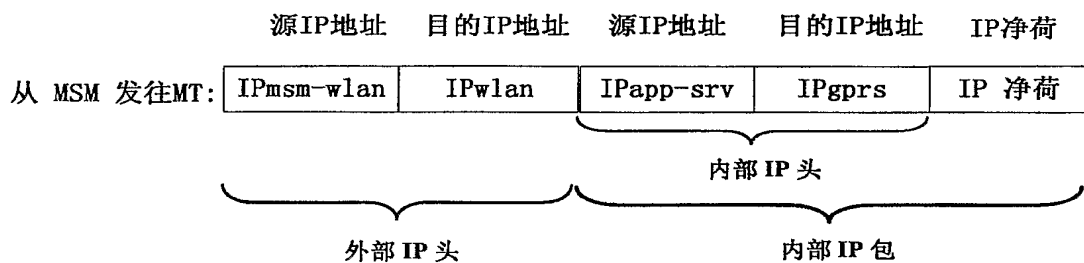 源IP地址 目的IP地址 源IP地址 目的IP地址 IP净荷
从 MSM 发往MT: IPmsm-wlan IPwlan IPapp-srv IPgprs IP 净荷
内部 IP 头
外部 IP 头 内部 IP 包